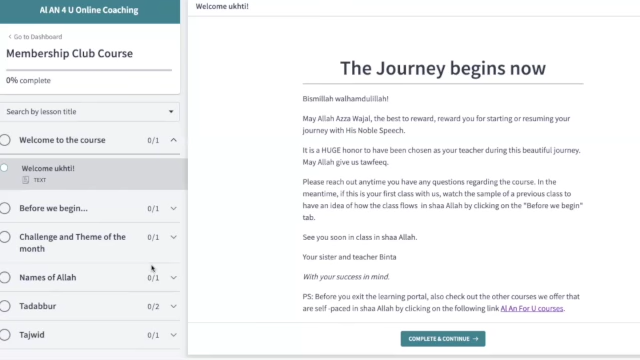 Al AN 4 U Online Coaching
Go to Dashboard
Membership Club Course
0% complete
Search by lesson title
Welcome to the course 0/1
Welcome ukhti!
TEXT
Before we begin... 0/1
Challenge and Theme of the 0/1
month
Names of Allah 0/1
Tadabbur 0/2
Tajwid 0/1
Welcome ukhti!
The Journey begins now
Bismillah walhamdulillah!
May Allah Azza Wajal, the best to reward, reward you for starting or resuming your
journey with His Noble Speech.
It is a HUGE honor to have been chosen as your teacher during this beautiful journey.
May Allah give us tawfeeq.
Please reach out anytime you have any questions regarding the course. In the
meantime, if this is your first class with us, watch the sample of a previous class to
have an idea of how the class flows in shaa Allah by clicking on the "Before we begin"
tab.
See you soon in class in shaa Allah.
Your sister and teacher Binta
With your success in mind.
PS: Before you exit the learning portal, also check out the other courses we offer that
are self -paced in shaa Allah by clicking on the following link Al An For U courses.
COMPLETE & CONTINUE